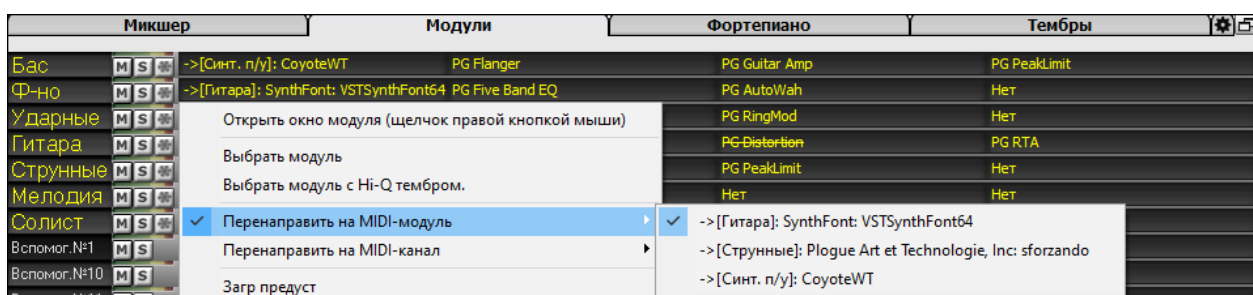 Микшер Модули Фортепиано Тембры
Бас M S ->[Синт. п/у]: CoyoteWT PG Flanger PG Guitar Amp PG PeakLimit
Ф-но M S ->[Гитара]: SynthFont: VSTSynthFont64 PG Five Band EQ PG AutoWah Нет
Ударные M S Открыть окно модуля (щелчок правой кнопкой мыши) PG RingMod Нет
Гитара M S Выбрать модуль PG Distortion PG RTA
Струнные M S Выбрать модуль с Hi-Q тембром. PG PeakLimit Нет
Мелодия M S Нет Нет
Солист M S Перенаправить на MIDI-модуль ->[Гитара]: SynthFont: VSTSynthFont64
Вспомог.№1 M S Перенаправить на MIDI-канал ->[Струнные]: Plogue Art et Technologie, Inc: sforzando
Вспомог.№10 M S Загр предуст ->[Синт. п/у]: CoyoteWT